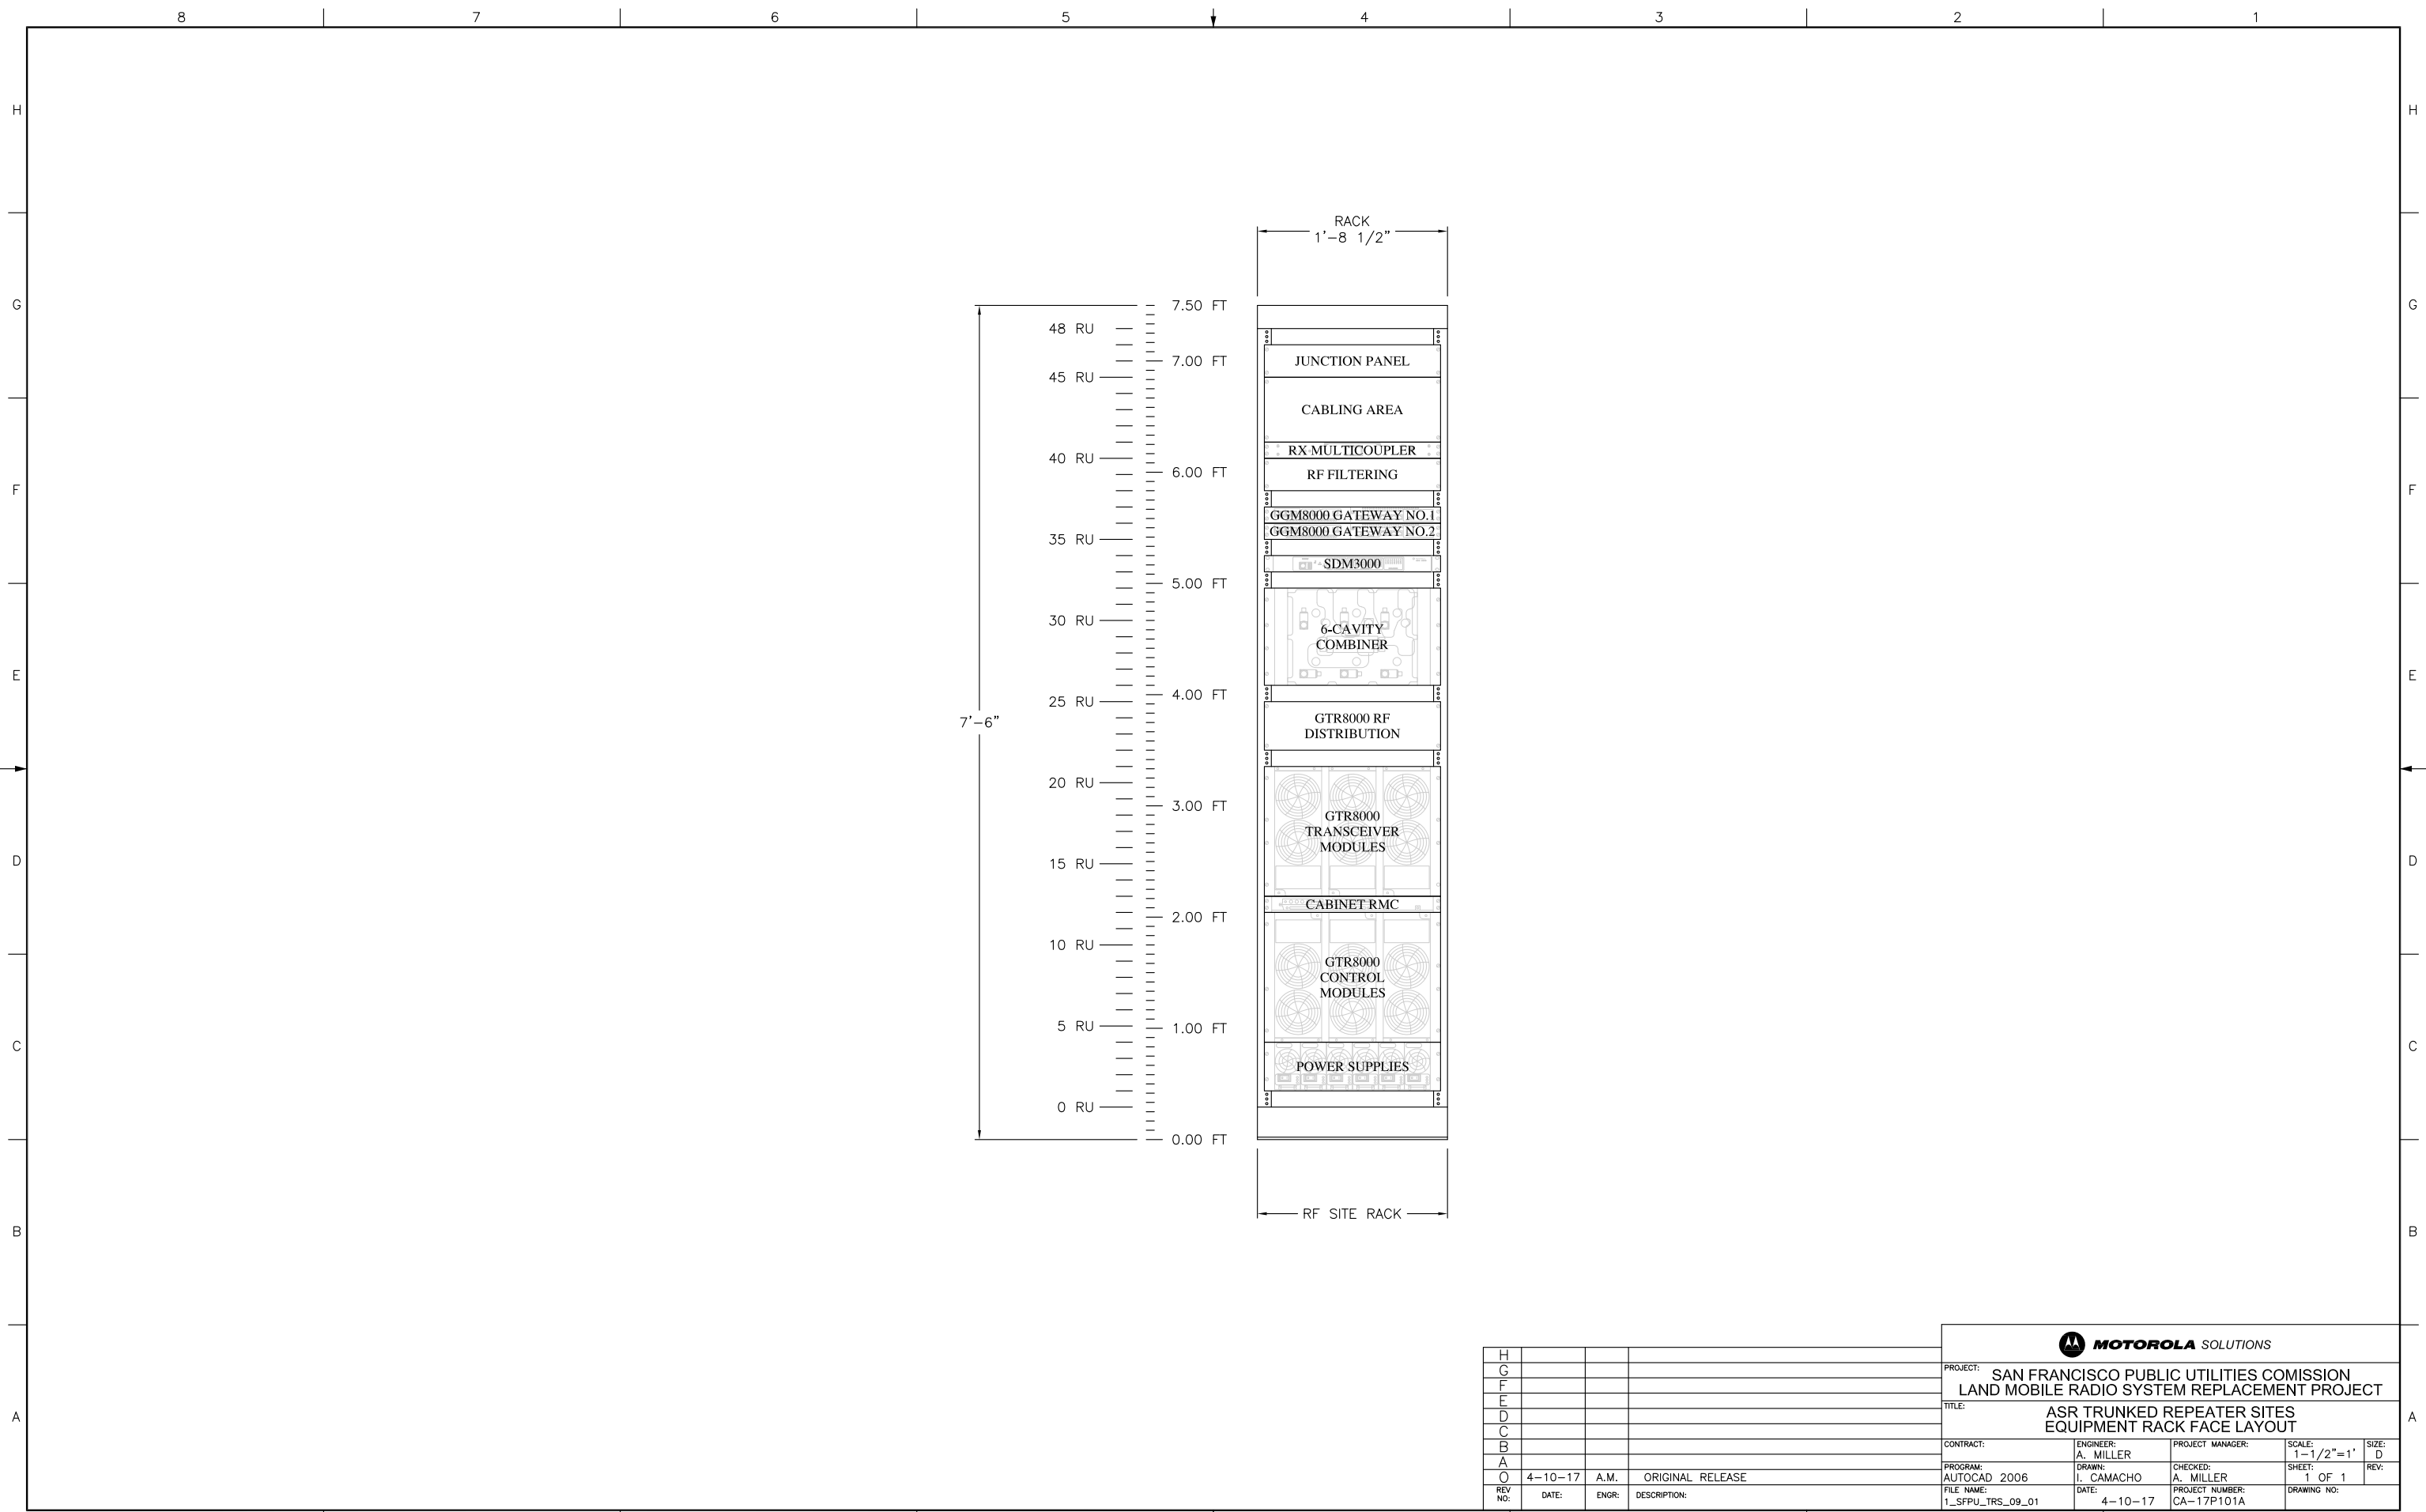 8 7 6 5 4 3 2 1
H H
RACK
1'-8 1/2"
G G
7.50 FT
48 RU
JUNCTION PANEL
7.00 FT
45 RU
CABLING AREA
RX MULTICOUPLER
40 RU
6.00 FT
RF FILTERING
F F
GGM8000 GATEWAY NO.1
GGM8000 GATEWAY NO.2
35 RU
SDM3000
5.00 FT
30 RU
6-CAVITY
COMBINER
E E
4.00 FT
25 RU
GTR8000 RF
DISTRIBUTION
7'-6"
20 RU
3.00 FT
GTR8000
TRANSCEIVER
MODULES
D D
15 RU
CABINET RMC
2.00 FT
10 RU
GTR8000
CONTROL
MODULES
5 RU
1.00 FT
C C
POWER SUPPLIES
0 RU
0.00 FT
RF SITE RACK
B B
A A
H
G
F
E
D
C
B
A
O 4-10-17 A.M. ORIGINAL RELEASE
REV NO: DATE: ENGR: DESCRIPTION:
MOTOROLA SOLUTIONS
PROJECT: SAN FRANCISCO PUBLIC UTILITIES COMISSION
LAND MOBILE RADIO SYSTEM REPLACEMENT PROJECT
TITLE: ASR TRUNKED REPEATER SITES
EQUIPMENT RACK FACE LAYOUT
CONTRACT: ENGINEER: PROJECT MANAGER: SCALE: SIZE:
A. MILLER 1-1/2"=1' D
PROGRAM: DRAWN: CHECKED: SHEET: REV:
AUTOCAD 2006 I. CAMACHO A. MILLER 1 OF 1
FILE NAME: DATE: PROJECT NUMBER: DRAWING NO:
1_SFPU_TRS_09_01 4-10-17 CA-17P101A